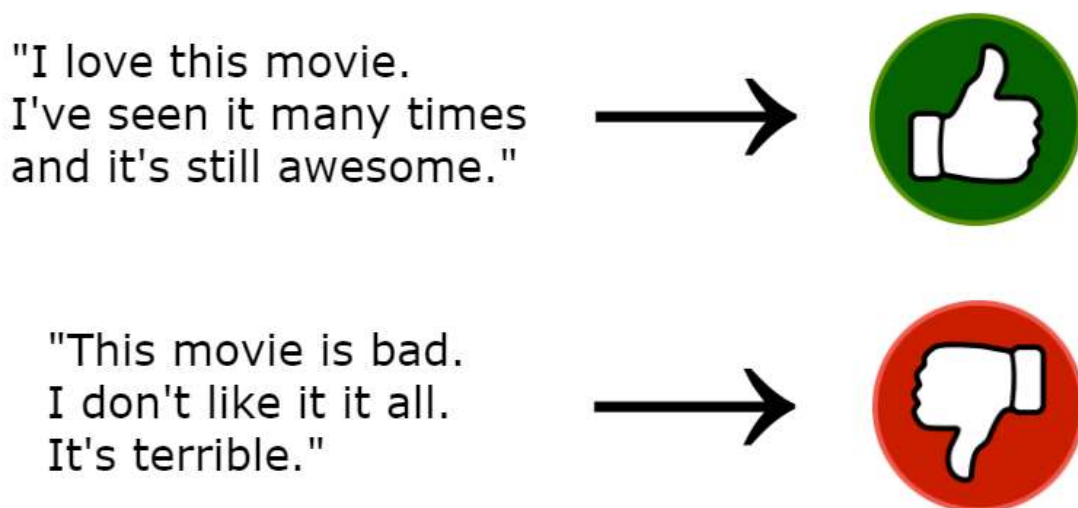 "I love this movie.
I've seen it many times
and it's still awesome."
"This movie is bad.
I don't like it it all.
It's terrible."